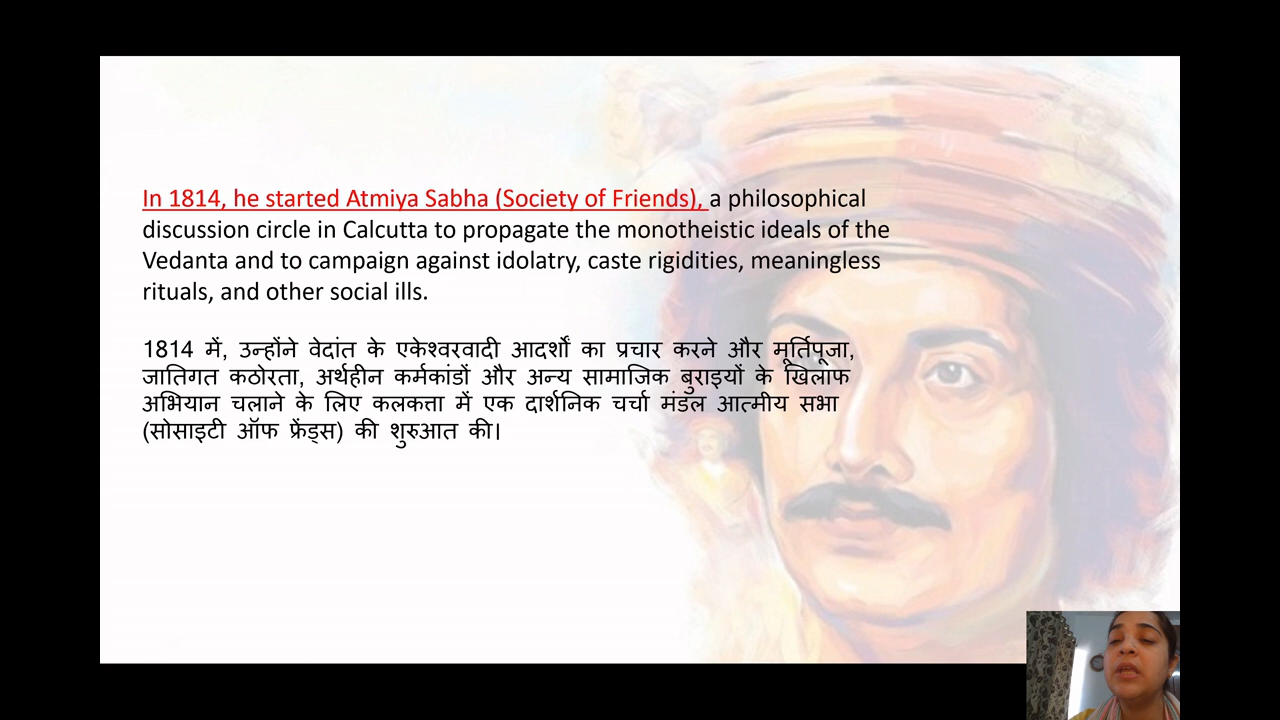 In 1814, he started Atmiya Sabha (Society of Friends), a philosophical
discussion circle in Calcutta to propagate the monotheistic ideals of the
Vedanta and to campaign against idolatry, caste rigidities, meaningless
rituals, and other social ills.
1814 में, उन्होंने वेदांत के एकेश्वरवादी आदर्शों का प्रचार करने और मूर्तिपूजा,
जातिगत कठोरता, अर्थहीन कर्मकांडों और अन्य सामाजिक बुराइयों के खिलाफ
अभियान चलाने के लिए कलकत्ता में एक दार्शनिक चर्चा मंडल आत्मीय सभा
(सोसाइटी ऑफ फ्रेंड्स) की शुरुआत की।